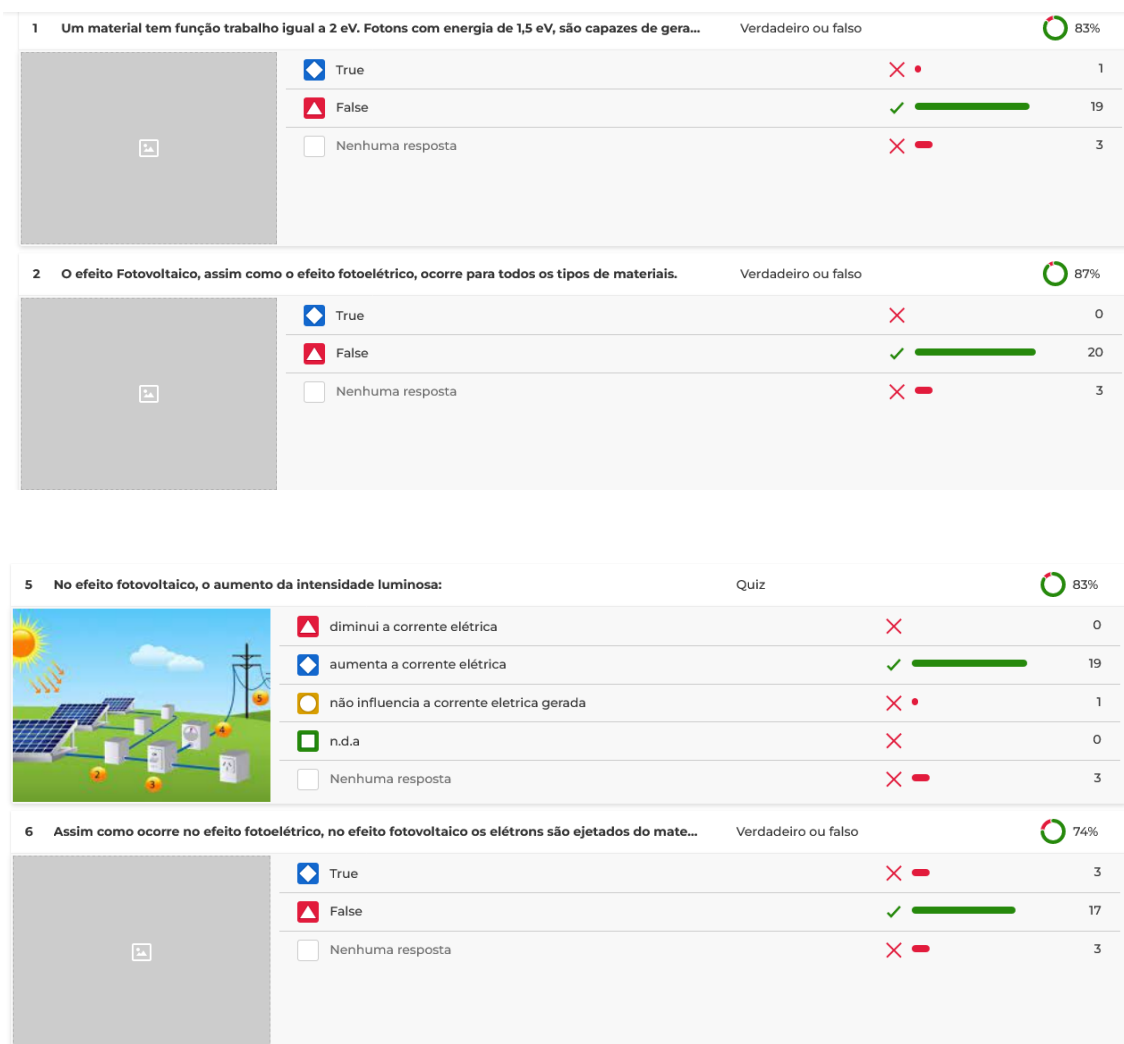 1 Um material tem função trabalho igual a 2 eV. Fotons com energia de 1,5 eV, são capazes de gera... Verdadeiro ou falso 83%
True 1
False 19
Nenhuma resposta 3
2 O efeito Fotovoltaico, assim como o efeito fotoelétrico, ocorre para todos os tipos de materiais. Verdadeiro ou falso 87%
True 0
False 20
Nenhuma resposta 3
5 No efeito fotovoltaico, o aumento da intensidade luminosa: Quiz 83%
diminui a corrente elétrica 0
aumenta a corrente elétrica 19
não influencia a corrente eletrica gerada 1
n.d.a 0
Nenhuma resposta 3
5
4
2
3
6 Assim como ocorre no efeito fotoelétrico, no efeito fotovoltaico os elétrons são ejetados do mate... Verdadeiro ou falso 74%
True 3
False 17
Nenhuma resposta 3